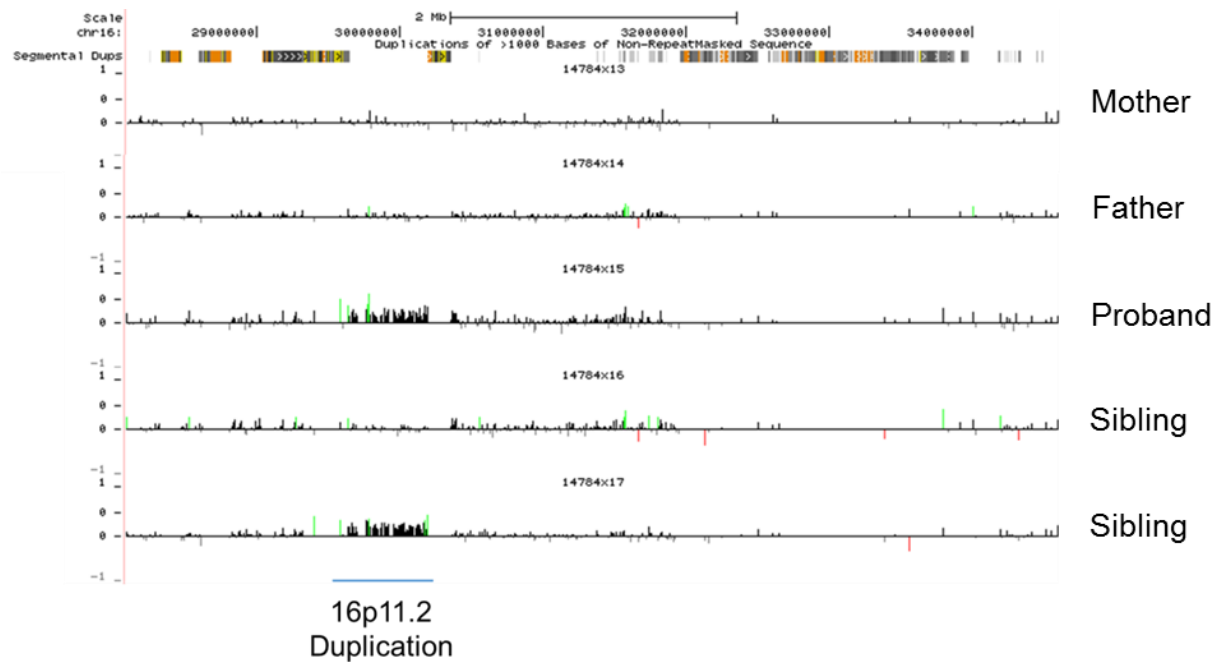 Scale 2 Mb
chr16: 29000000 30000000 31000000 32000000 33000000 34000000
Duplications of >1000 Bases of Non-RepeatMasked Sequence
Segmental Dups
1 14784x13
0
0
Mother
1 14784x14
0
0
Father
-1
1 14784x15
0
0
Proband
-1
1 14784x16
0
0
Sibling
-1
1 14784x17
0
0
Sibling
-1
16p11.2
Duplication